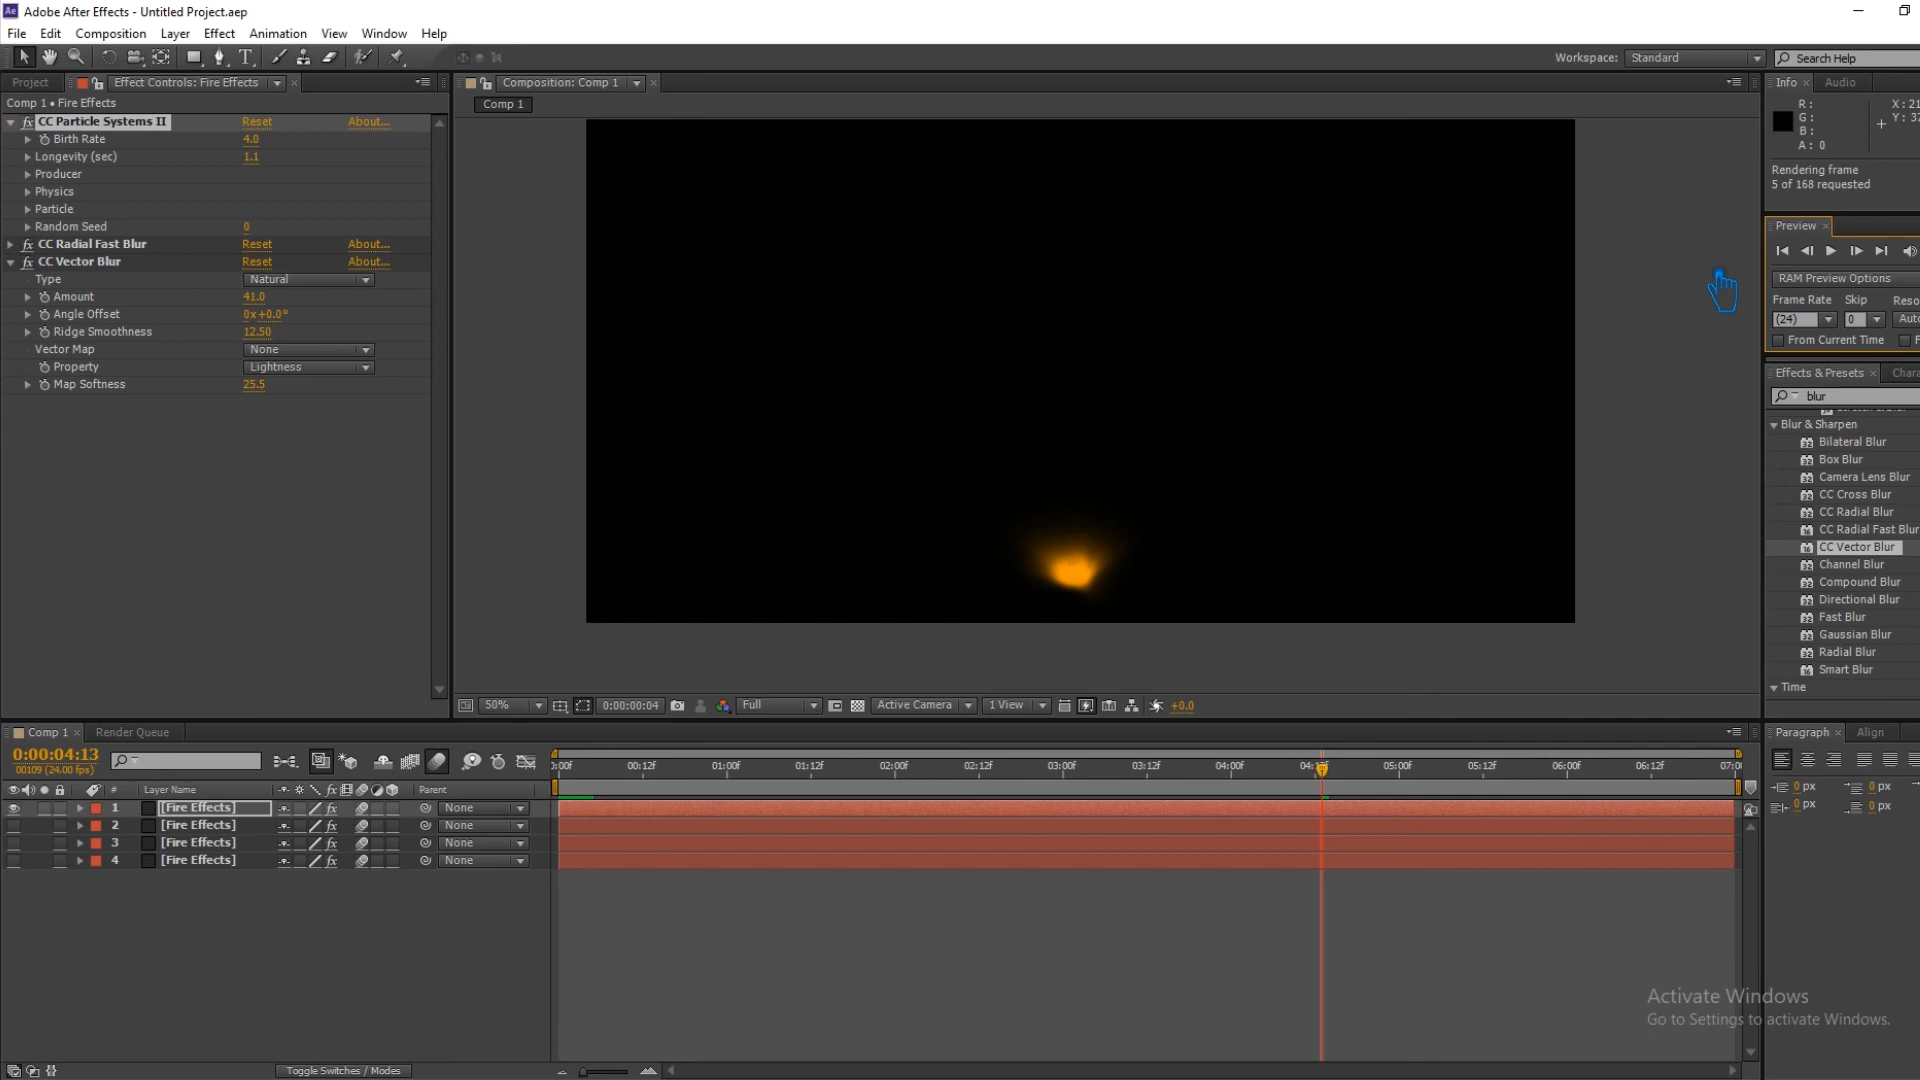 Adobe After Effects - Untitled Project.aep
File Edit Composition Layer Effect Animation View Window Help
Workspace: Standard Search Help
Project Effect Controls: Fire Effects
Comp 1 • Fire Effects
CC Particle Systems II Reset About...
Birth Rate 4.0
Longevity (sec) 1.1
Producer
Physics
Particle
Random Seed 0
CC Radial Fast Blur Reset About...
CC Vector Blur Reset About...
Type Natural
Amount 41.0
Angle Offset 0x+0.0°
Ridge Smoothness 12.50
Vector Map None
Property Lightness
Map Softness 25.5
Composition: Comp 1
Comp 1
50% 0:00:00:04 Full Active Camera 1 View +0.0
Info Audio
R: X: 21
G: Y: 37
B:
A: 0
Rendering frame
5 of 168 requested
Preview
RAM Preview Options
Frame Rate Skip Reso
(24) 0 Auto
From Current Time F
Effects & Presets Chara
blur
Blur & Sharpen
Bilateral Blur
Box Blur
Camera Lens Blur
CC Cross Blur
CC Radial Blur
CC Radial Fast Blur
CC Vector Blur
Channel Blur
Compound Blur
Directional Blur
Fast Blur
Gaussian Blur
Radial Blur
Smart Blur
Time
Comp 1 Render Queue
0:00:04:13
00109 (24.00 fps)
00f 00:12f 01:00f 01:12f 02:00f 02:12f 03:00f 03:12f 04:00f 05:00f 05:12f 06:00f 06:12f 07:00
# Layer Name Parent
1 [Fire Effects] None
2 [Fire Effects] None
3 [Fire Effects] None
4 [Fire Effects] None
Paragraph Align
0 px 0 px
0 px 0 px
Activate Windows
Go to Settings to activate Windows.
Toggle Switches / Modes